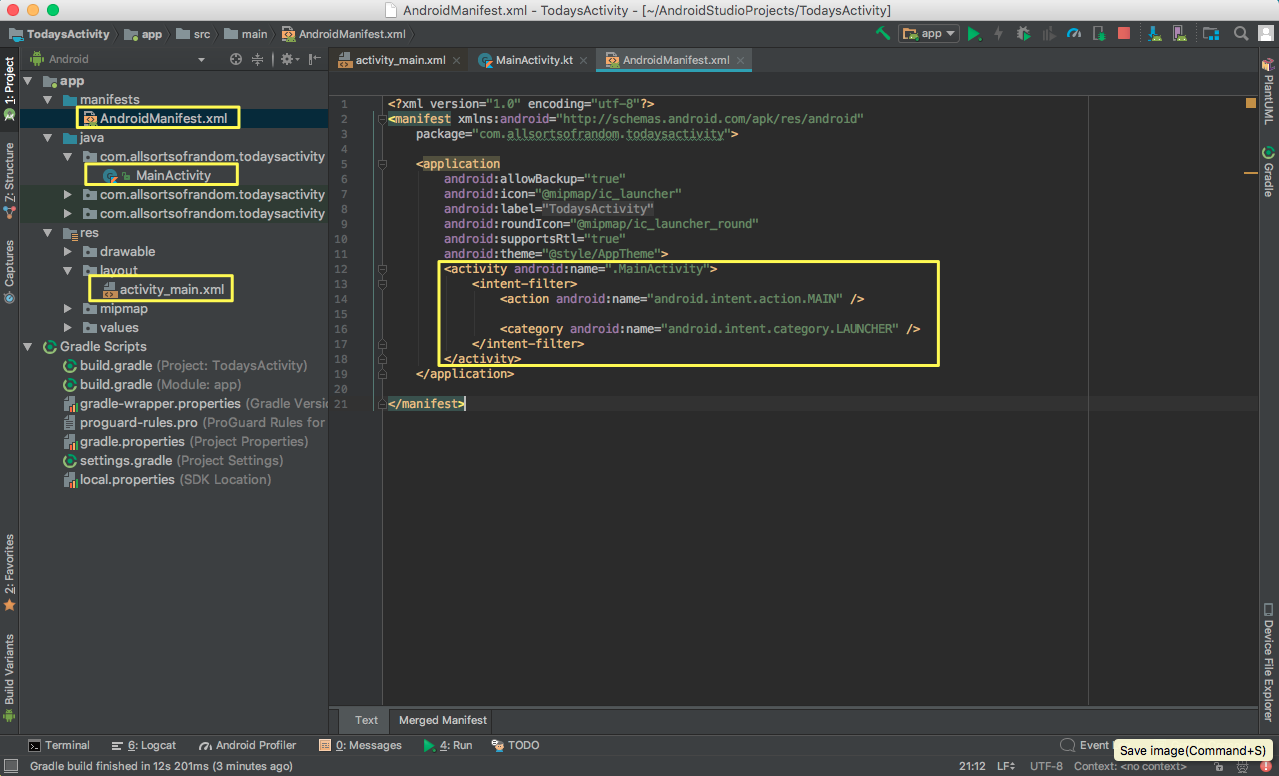 AndroidManifest.xml - TodaysActivity - [~/AndroidStudioProjects/TodaysActivity]
TodaysActivity app src main AndroidManifest.xml app
Android
activity_main.xml MainActivity.kt AndroidManifest.xml
1: Project
Z: Structure
Captures
2: Favorites
Build Variants
app
manifests
AndroidManifest.xml
java
com.allsortsofrandom.todaysactivity
MainActivity
com.allsortsofrandom.todaysactivity
com.allsortsofrandom.todaysactivity
res
drawable
layout
activity_main.xml
mipmap
values
Gradle Scripts
build.gradle (Project: TodaysActivity)
build.gradle (Module: app)
gradle-wrapper.properties (Gradle Versio
proguard-rules.pro (ProGuard Rules for
gradle.properties (Project Properties)
settings.gradle (Project Settings)
local.properties (SDK Location)
1 <?xml version="1.0" encoding="utf-8"?>
2 <manifest xmlns:android="http://schemas.android.com/apk/res/android"
3 package="com.allsortsofrandom.todaysactivity">
4
5 <application
6 android:allowBackup="true"
7 android:icon="@mipmap/ic_launcher"
8 android:label="TodaysActivity"
9 android:roundIcon="@mipmap/ic_launcher_round"
10 android:supportsRtl="true"
11 android:theme="@style/AppTheme">
12 <activity android:name=".MainActivity">
13 <intent-filter>
14 <action android:name="android.intent.action.MAIN" />
15
16 <category android:name="android.intent.category.LAUNCHER" />
17 </intent-filter>
18 </activity>
19 </application>
20
21 </manifest>
PlantUML
Gradle
Device File Explorer
Text Merged Manifest
Terminal 6: Logcat Android Profiler 0: Messages 4: Run TODO Event
Save image(Command+S)
Gradle build finished in 12s 201ms (3 minutes ago) 21:12 LF UTF-8 Context: <no context>